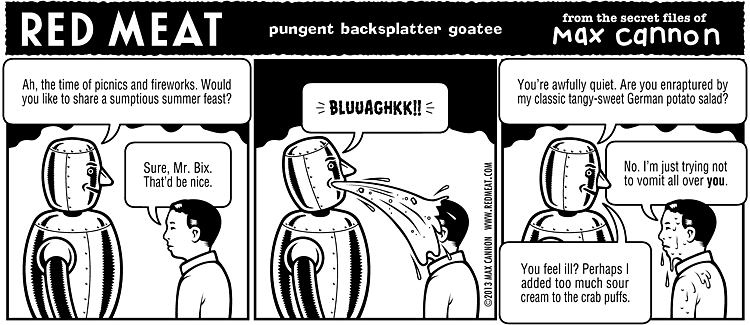 RED MEAT
pungent backsplatter goatee
from the secret files of
Max Cannon
Ah, the time of picnics and fireworks. Would
you like to share a sumptious summer feast?
Sure, Mr. Bix.
That'd be nice.
BLUUAGHKK!!
©2013 MAX CANNON WWW.REDMEAT.COM
You're awfully quiet. Are you enraptured by
my classic tangy-sweet German potato salad?
No. I'm just trying not
to vomit all over you.
You feel ill? Perhaps I
added too much sour
cream to the crab puffs.